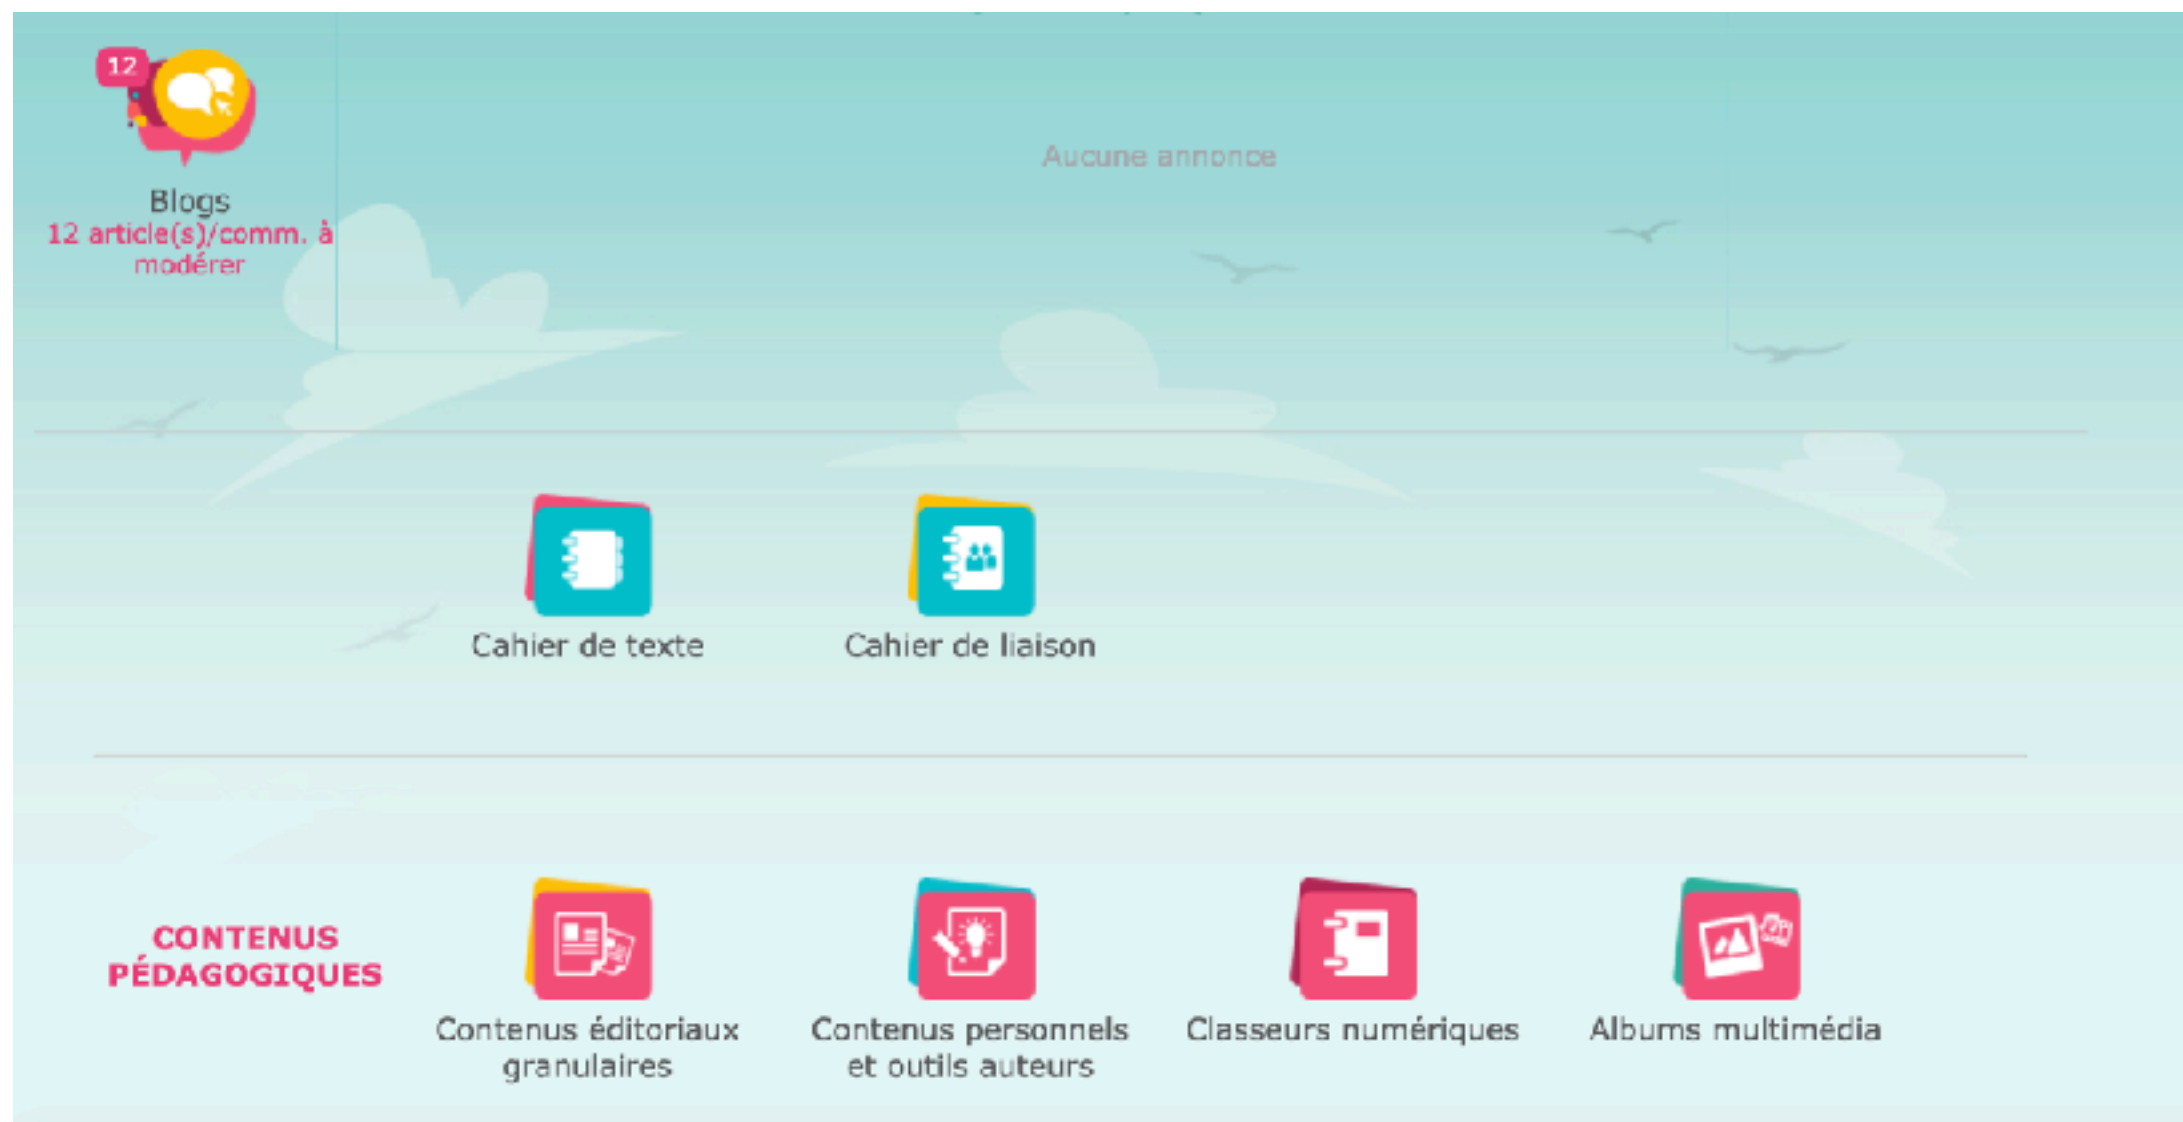 12
Blogs
12 article(s)/comm. à
modérer
Aucune annonce
Cahier de texte
Cahier de liaison
CONTENUS
PÉDAGOGIQUES
Contenus éditoriaux
granulaires
Contenus personnels
et outils auteurs
Classeurs numériques
Albums multimédia